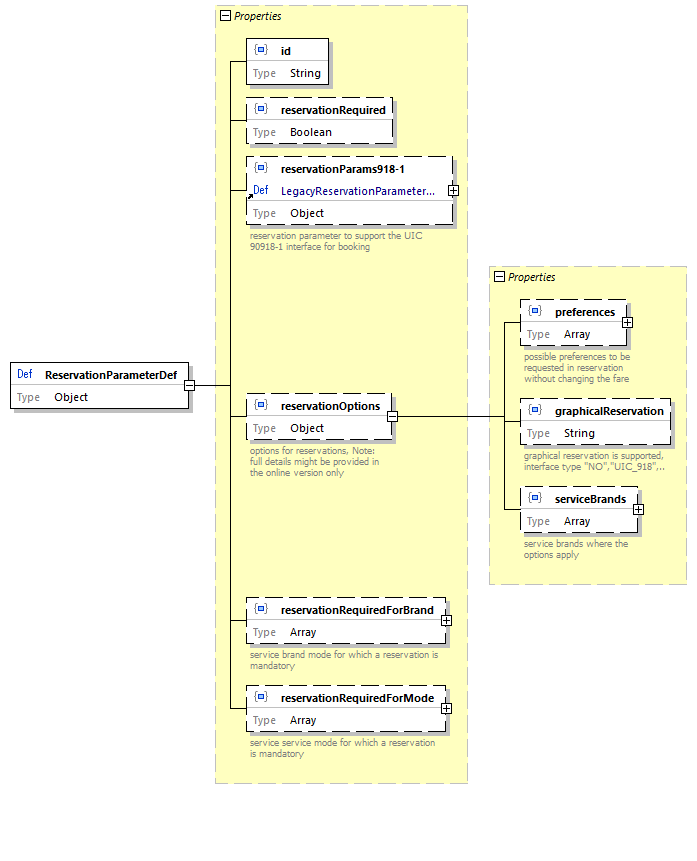 Properties
id
Type String
reservationRequired
Type Boolean
reservationParams918-1
Def LegacyReservationParameter...
Type Object
reservation parameter to support the UIC
90918-1 interface for booking
Properties
preferences
Type Array
possible preferences to be
requested in reservation
without changing the fare
Def ReservationParameterDef
Type Object
reservationOptions
Type Object
options for reservations, Note:
full details might be provided in
the online version only
graphicalReservation
Type String
graphical reservation is supported,
interface type "NO","UIC_918",..
serviceBrands
Type Array
service brands where the
options apply
reservationRequiredForBrand
Type Array
service brand mode for which a reservation is
mandatory
reservationRequiredForMode
Type Array
service service mode for which a reservation
is mandatory